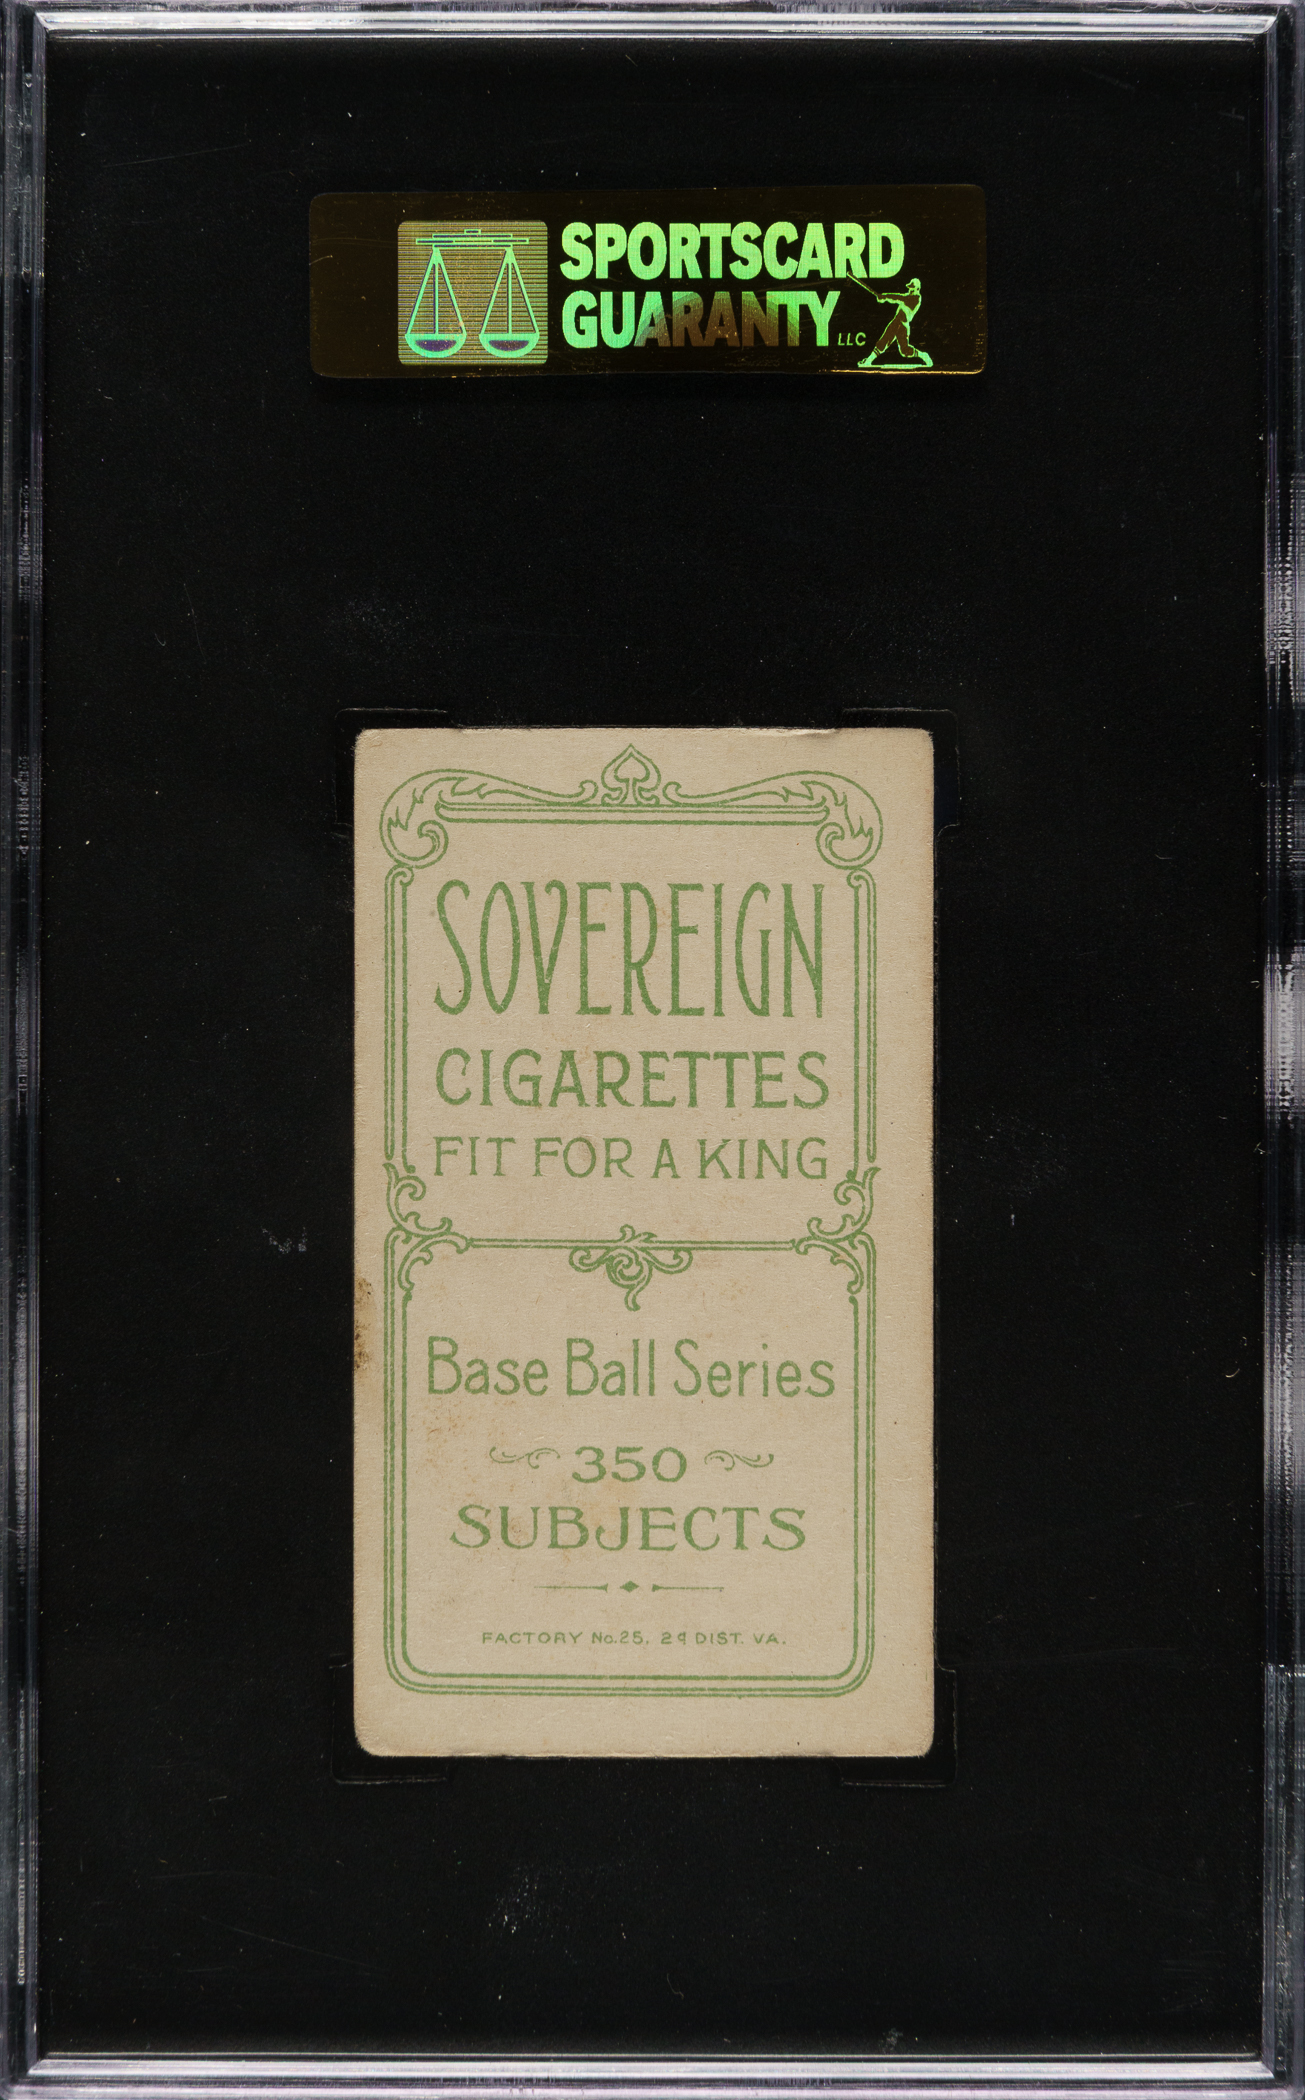 SPORTSCARD
GUARANTY LLC
SOVEREIGN
CIGARETTES
FIT FOR A KING
Base Ball Series
350
SUBJECTS
FACTORY No. 25, 2d DIST. VA.